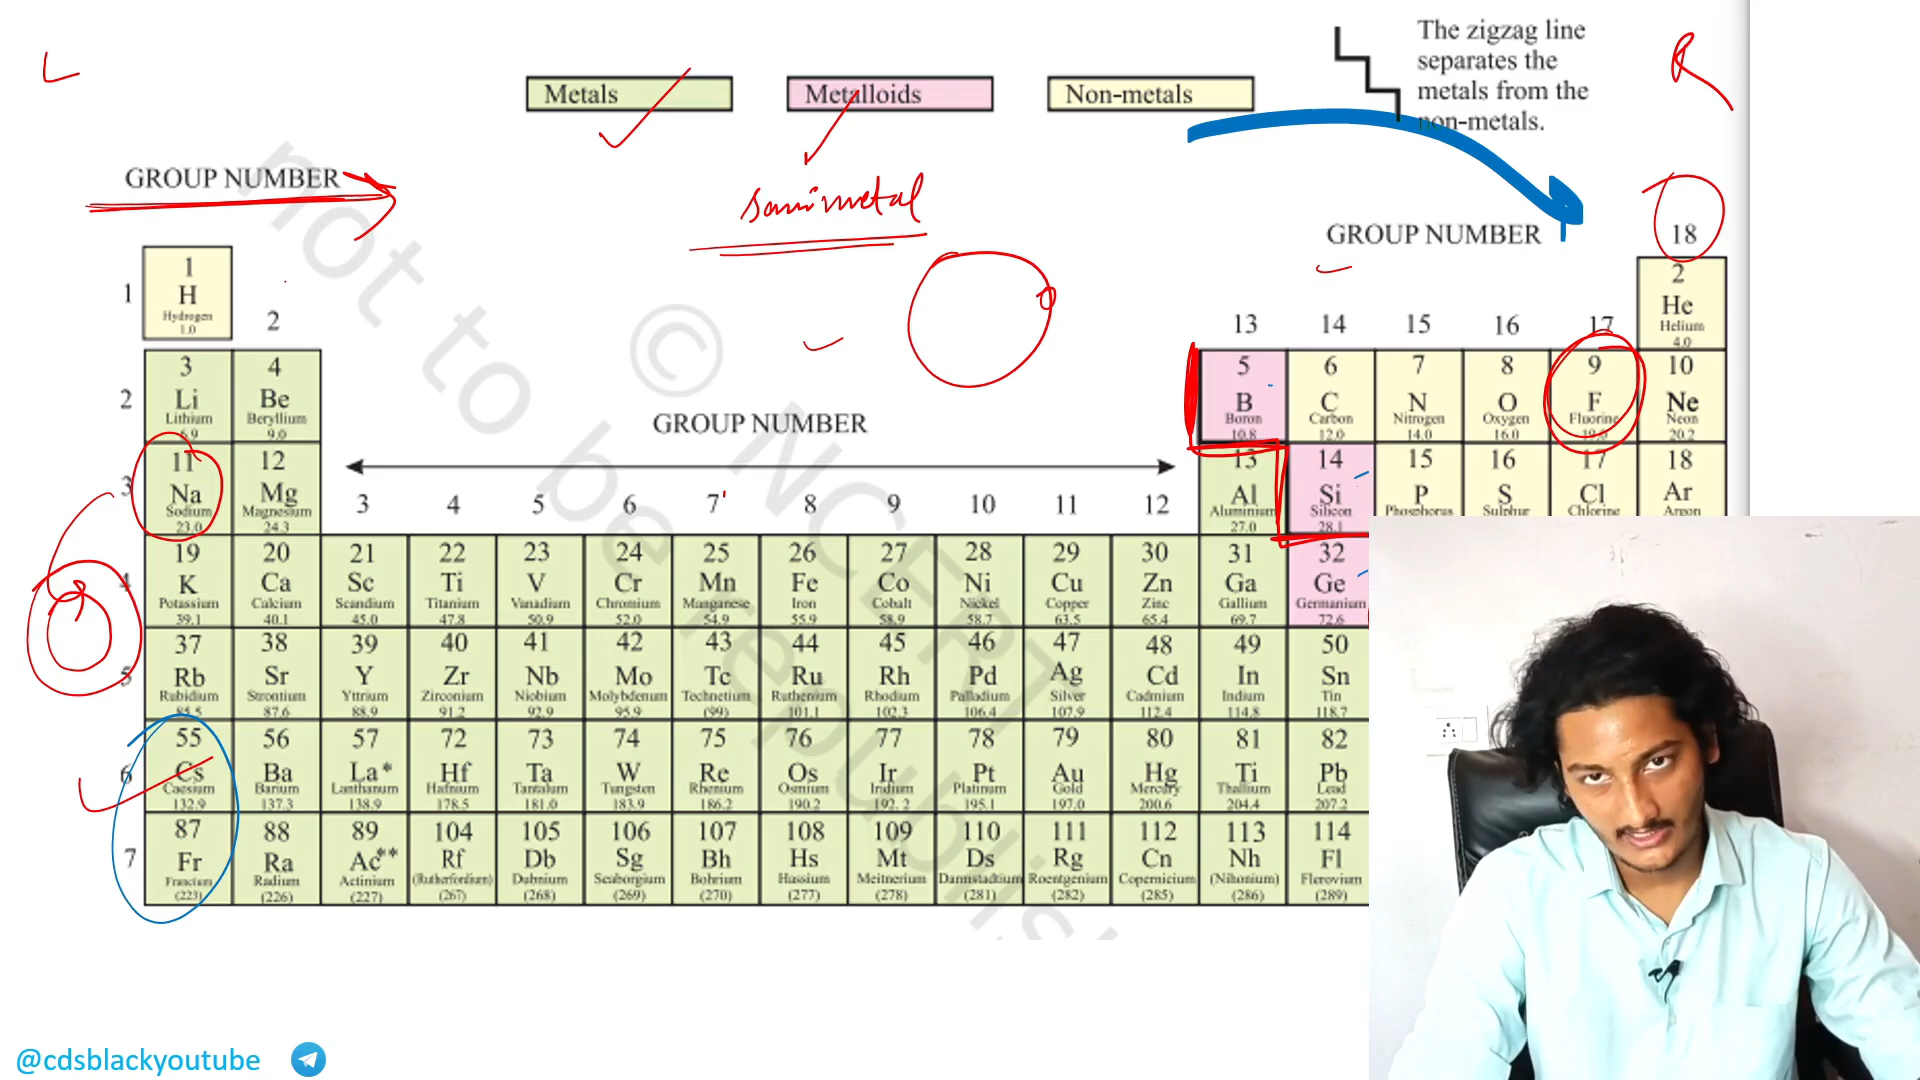 L
R
Metals
Metalloids
Non-metals
The zigzag line
separates the
metals from the
non-metals.
GROUP NUMBER
semimetal
GROUP NUMBER
18
1 2 13 14 15 16 17
1 H Hydrogen 1.0
2 He Helium 4.0
2
3 Li Lithium 6.9
4 Be Beryllium 9.0
5 B Boron 10.8
6 C Carbon 12.0
7 N Nitrogen 14.0
8 O Oxygen 16.0
9 F Fluorine 19.0
10 Ne Neon 20.2
GROUP NUMBER
3
11 Na Sodium 23.0
12 Mg Magnesium 24.3
3 4 5 6 7 8 9 10 11 12
13 Al Aluminium 27.0
14 Si Silicon 28.1
15 P Phosphorus
16 S Sulphur
17 Cl Chlorine
18 Ar Argon
4
19 K Potassium 39.1
20 Ca Calcium 40.1
21 Sc Scandium 45.0
22 Ti Titanium 47.8
23 V Vanadium 50.9
24 Cr Chromium 52.0
25 Mn Manganese 54.9
26 Fe Iron 55.9
27 Co Cobalt 58.9
28 Ni Nickel 58.7
29 Cu Copper 63.5
30 Zn Zinc 65.4
31 Ga Gallium 69.7
32 Ge Germanium 72.6
5
37 Rb Rubidium 85.5
38 Sr Strontium 87.6
39 Y Yttrium 88.9
40 Zr Zirconium 91.2
41 Nb Niobium 92.9
42 Mo Molybdenum 95.9
43 Tc Technetium (99)
44 Ru Ruthenium 101.1
45 Rh Rhodium 102.3
46 Pd Palladium 106.4
47 Ag Silver 107.9
48 Cd Cadmium 112.4
49 In Indium 114.8
50 Sn Tin 118.7
6
55 Cs Caesium 132.9
56 Ba Barium 137.3
57 La* Lanthanum 138.9
72 Hf Hafnium 178.5
73 Ta Tantalum 181.0
74 W Tungsten 183.9
75 Re Rhenium 186.2
76 Os Osmium 190.2
77 Ir Iridium 192.2
78 Pt Platinum 195.1
79 Au Gold 197.0
80 Hg Mercury 200.6
81 Ti Thallium 204.4
82 Pb Lead 207.2
7
87 Fr Francium (223)
88 Ra Radium (226)
89 Ac** Actinium (227)
104 Rf (Rutherfordium) (267)
105 Db Dubnium (268)
106 Sg Seaborgium (269)
107 Bh Bohrium (270)
108 Hs Hassium (277)
109 Mt Meitnerium (278)
110 Ds Darmstadtium (281)
111 Rg Roentgenium (282)
112 Cn Copernicium (285)
113 Nh (Nihonium) (286)
114 Fl Flerovium (289)
© NCERT
not to be republis
@cdsblackyoutube